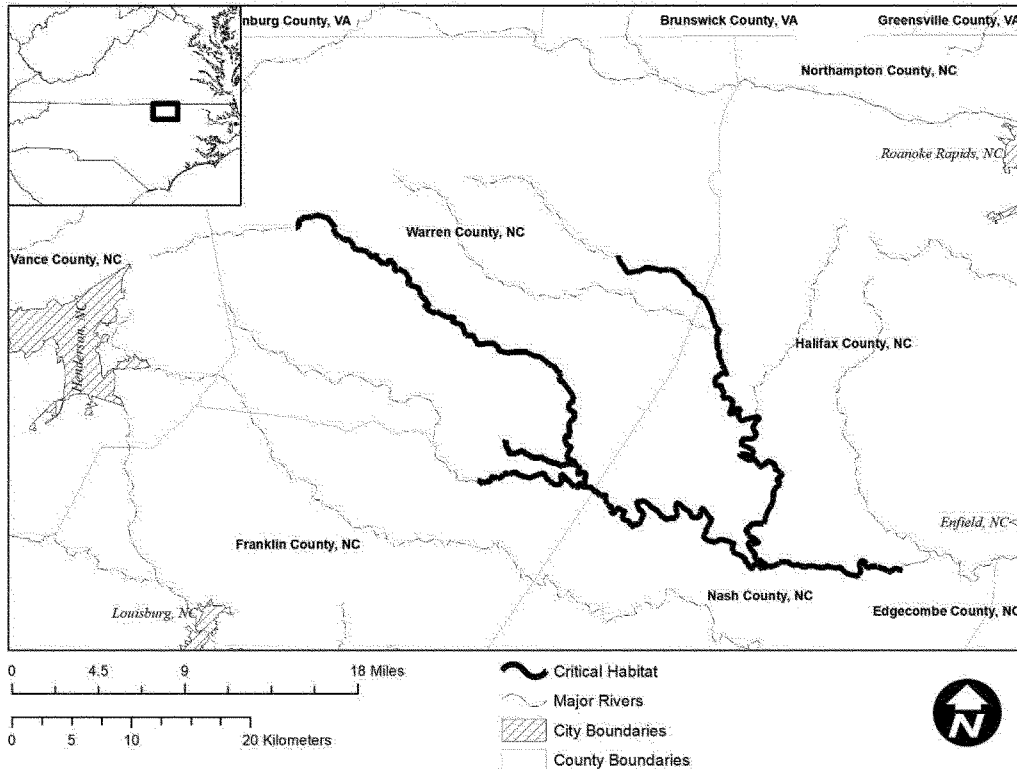 nburg County, VA
Brunswick County, VA
Greensville County, VA
Northampton County, NC
Roanoke Rapids, NC
Warren County, NC
Vance County, NC
Henderson, NC
Halifax County, NC
Enfield, NC
Franklin County, NC
Nash County, NC
Louisburg, NC
Edgecombe County, NC
0 4.5 9 18 Miles
0 5 10 20 Kilometers
Critical Habitat
Major Rivers
City Boundaries
County Boundaries
N